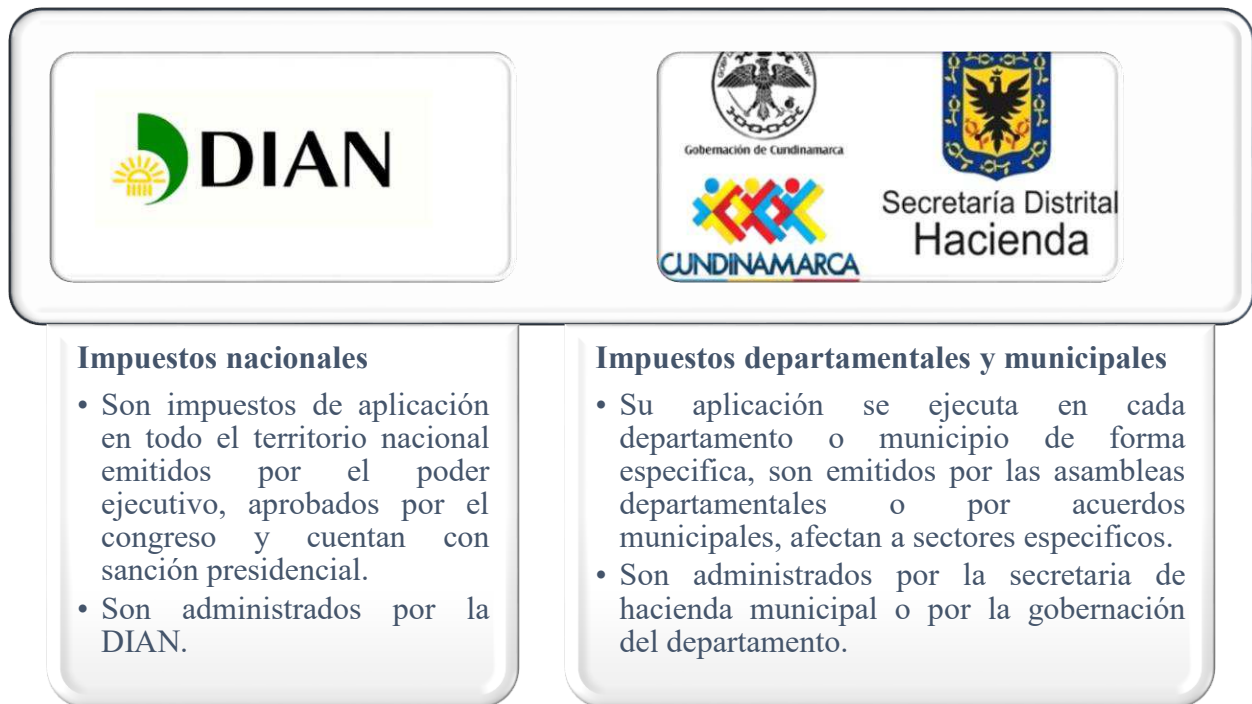 DIAN
Gobernación de Cundinamarca
CUNDINAMARCA
Secretaría Distrital
Hacienda
Impuestos nacionales
• Son impuestos de aplicación
en todo el territorio nacional
emitidos por el poder
ejecutivo, aprobados por el
congreso y cuentan con
sanción presidencial.
• Son administrados por la
DIAN.
Impuestos departamentales y municipales
• Su aplicación se ejecuta en cada
departamento o municipio de forma
especifica, son emitidos por las asambleas
departamentales o por acuerdos
municipales, afectan a sectores especificos.
• Son administrados por la secretaria de
hacienda municipal o por la gobernación
del departamento.